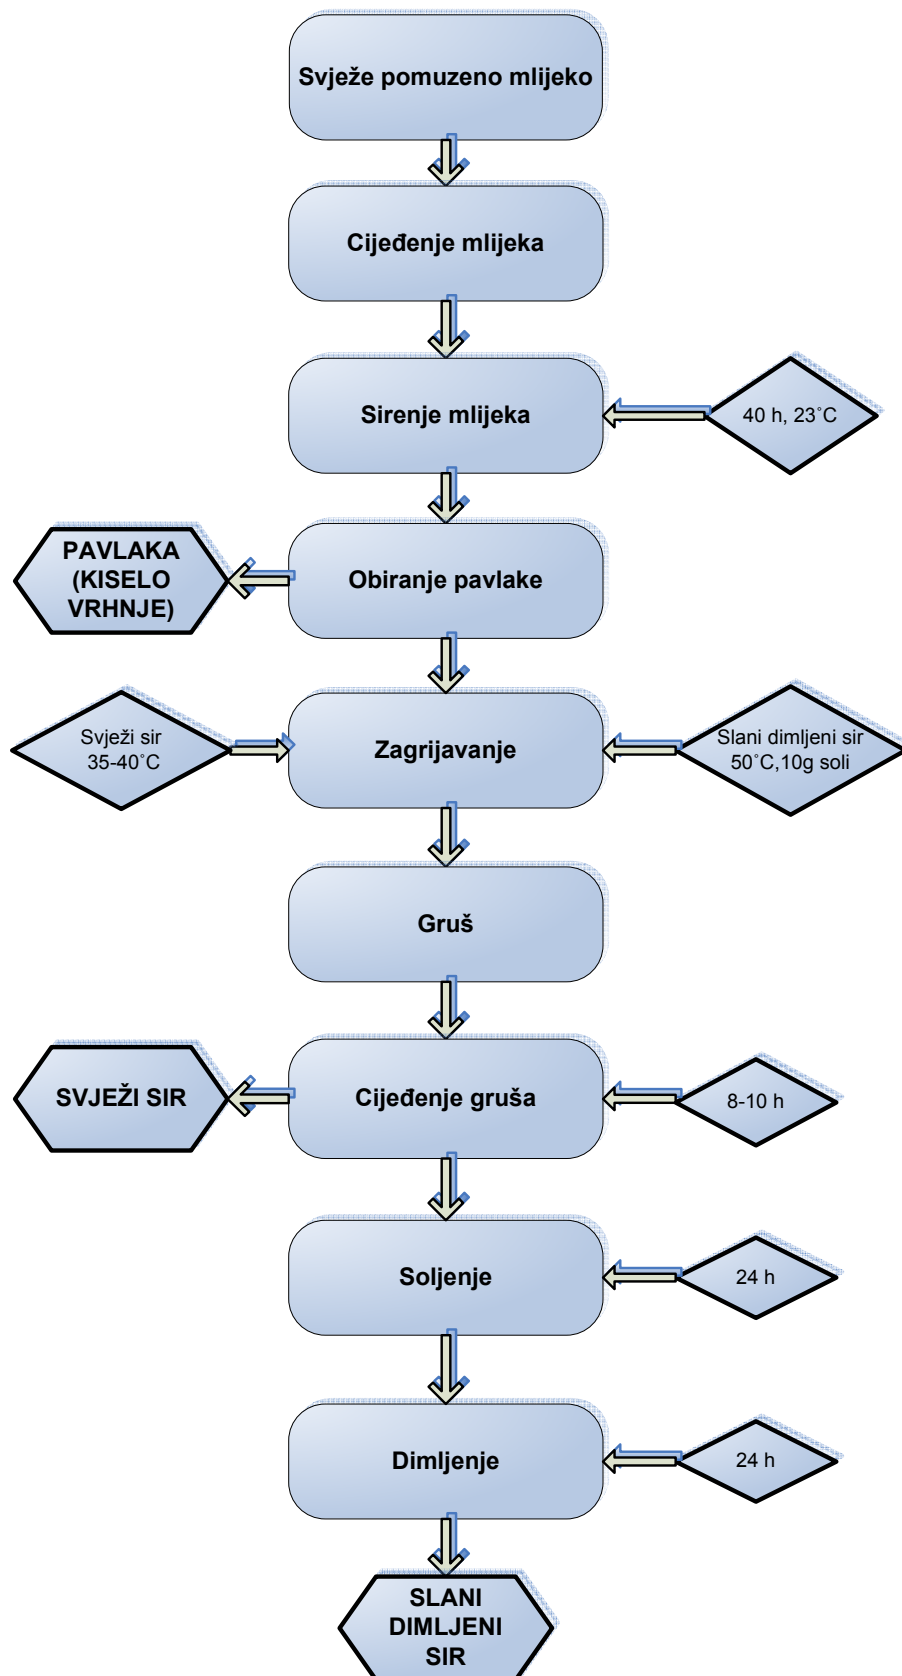 Svježe pomuzeno mlijeko
Cijeđenje mlijeka
Sirenje mlijeka
40 h, 23˚C
PAVLAKA
(KISELO
VRHNJE)
Obiranje pavlake
Svježi sir
35-40˚C
Zagrijavanje
Slani dimljeni sir
50˚C,10g soli
Gruš
SVJEŽI SIR
Cijeđenje gruša
8-10 h
Soljenje
24 h
Dimljenje
24 h
SLANI
DIMLJENI
SIR